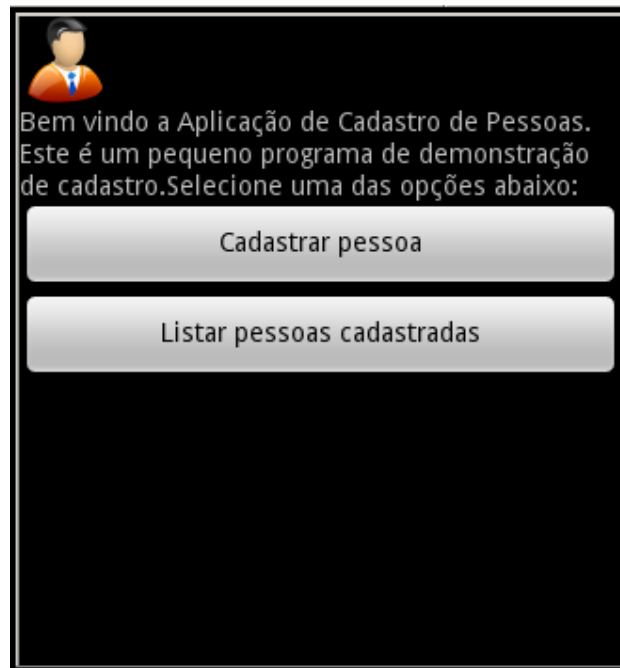 Bem vindo a Aplicação de Cadastro de Pessoas.
Este é um pequeno programa de demonstração
de cadastro.Selecione uma das opções abaixo:
Cadastrar pessoa
Listar pessoas cadastradas